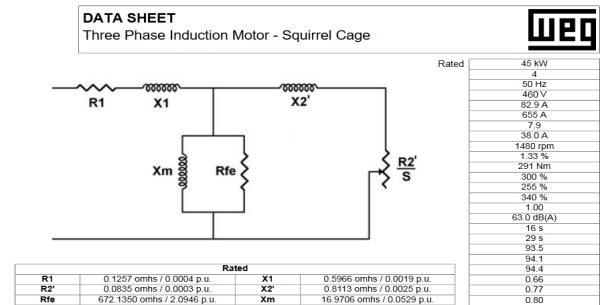 DATA SHEET
Three Phase Induction Motor - Squirrel Cage
weg
Rated
45 kW
4
50 Hz
460 V
82.9 A
655 A
7.9
38.0 A
1480 rpm
1.33 %
291 Nm
300 %
255 %
340 %
1.00
63.0 dB(A)
16 s
29 s
93.5
94.1
94.4
0.66
0.77
0.80
R1
X1
X2'
Xm
Rfe
R2'
S
Rated
R1 0.1257 omhs / 0.0004 p.u. X1 0.5966 omhs / 0.0019 p.u.
R2' 0.0835 omhs / 0.0003 p.u. X2' 0.8113 omhs / 0.0025 p.u.
Rfe 672.1350 omhs / 2.0946 p.u. Xm 16.9706 omhs / 0.0529 p.u.